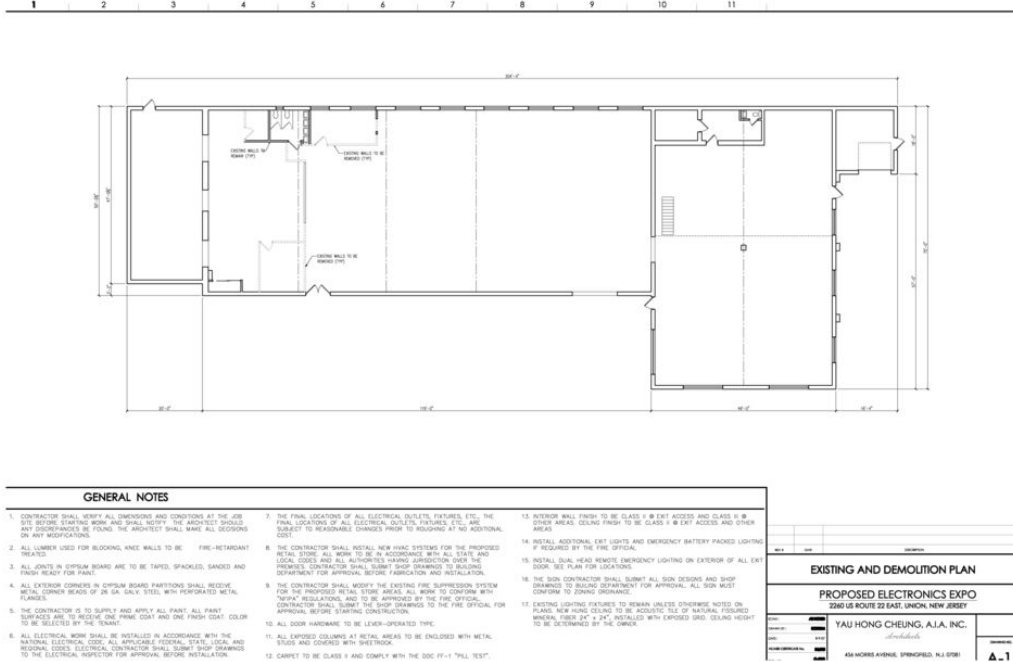 1 2 3 4 5 6 7 8 9 10 11
EXISTING WALLS TO
REMAIN (TYP)
EXISTING WALLS TO BE
REMOVED (TYP)
EXISTING WALLS TO BE
REMOVED (TYP)
GENERAL NOTES
1. CONTRACTOR SHALL VERIFY ALL DIMENSIONS AND CONDITIONS AT THE JOB
SITE BEFORE STARTING WORK AND SHALL NOTIFY THE ARCHITECT SHOULD
ANY DISCREPANCIES BE FOUND. THE ARCHITECT SHALL MAKE ALL DECISIONS
ON ANY MODIFICATIONS.
2. ALL LUMBER USED FOR BLOCKING, KNEE WALLS TO BE FIRE-RETARDANT
TREATED.
3. ALL JOINTS IN GYPSUM BOARD ARE TO BE TAPED, SPACKLED, SANDED AND
FINISH READY FOR PAINT.
4. ALL EXTERIOR CORNERS IN GYPSUM BOARD PARTITIONS SHALL RECEIVE
METAL CORNER BEADS OF 26 GA. GALV. STEEL WITH PERFORATED METAL
FLANGES.
5. THE CONTRACTOR IS TO SUPPLY AND APPLY ALL PAINT. ALL PAINT
SURFACES ARE TO RECEIVE ONE PRIME COAT AND ONE FINISH COAT. COLOR
TO BE SELECTED BY THE TENANT.
6. ALL ELECTRICAL WORK SHALL BE INSTALLED IN ACCORDANCE WITH THE
NATIONAL ELECTRICAL CODE, ALL APPLICABLE FEDERAL, STATE, LOCAL AND
REGIONAL CODES. ELECTRICAL CONTRACTOR SHALL SUBMIT SHOP DRAWINGS
TO THE ELECTRICAL INSPECTOR FOR APPROVAL BEFORE INSTALLATION.
7. THE FINAL LOCATIONS OF ALL ELECTRICAL OUTLETS, FIXTURES, ETC., THE
FINAL LOCATIONS OF ALL ELECTRICAL OUTLETS, FIXTURES, ETC., ARE
SUBJECT TO REASONABLE CHANGES PRIOR TO ROUGHING AT NO ADDITIONAL
COST.
8. THE CONTRACTOR SHALL INSTALL NEW HVAC SYSTEMS FOR THE PROPOSED
RETAIL STORE. ALL WORK TO BE IN ACCORDANCE WITH ALL STATE AND
LOCAL CODES AND ALL AUTHORITIES HAVING JURISDICTION OVER THE
PREMISES. CONTRACTOR SHALL SUBMIT SHOP DRAWINGS TO BUILDING
DEPARTMENT FOR APPROVAL BEFORE FABRICATION AND INSTALLATION.
9. THE CONTRACTOR SHALL MODIFY THE EXISTING FIRE SUPPRESSION SYSTEM
FOR THE PROPOSED RETAIL STORE AREAS. ALL WORK TO CONFORM WITH
"NFIPA" REGULATIONS, AND TO BE APPROVED BY THE FIRE OFFICIAL.
CONTRACTOR SHALL SUBMIT THE SHOP DRAWINGS TO THE FIRE OFFICIAL FOR
APPROVAL BEFORE STARTING CONSTRUCTION.
10. ALL DOOR HARDWARE TO BE LEVER-OPERATED TYPE.
11. ALL EXPOSED COLUMNS AT RETAIL AREAS TO BE ENCLOSED WITH METAL
STUDS AND COVERED WITH SHEETROCK.
12. CARPET TO BE CLASS II AND COMPLY WITH THE DOC FF-1 "PILL TEST".
13. INTERIOR WALL FINISH TO BE CLASS II @ EXIT ACCESS AND CLASS III @
OTHER AREAS. CEILING FINISH TO BE CLASS II @ EXIT ACCESS AND OTHER
AREAS
14. INSTALL ADDITIONAL EXIT LIGHTS AND EMERGENCY BATTERY PACKED LIGHTING
IF REQUIRED BY THE FIRE OFFICIAL
15. INSTALL DUAL HEAD REMOTE EMERGENCY LIGHTING ON EXTERIOR OF ALL EXIT
DOOR. SEE PLAN FOR LOCATIONS
16. THE SIGN CONTRACTOR SHALL SUBMIT ALL SIGN DESIGNS AND SHOP
DRAWINGS TO BUILDING DEPARTMENT FOR APPROVAL. ALL SIGN MUST
CONFORM TO ZONING ORDINANCE.
17. EXISTING LIGHTING FIXTURES TO REMAIN UNLESS OTHERWISE NOTED ON
PLANS. NEW HUNG CEILING TO BE ACOUSTIC TILE OF NATURAL FISSURED
MINERAL FIBER 24" x 24", INSTALLED WITH EXPOSED GRID. CEILING HEIGHT
TO BE DETERMINED BY THE OWNER.
DATE DESCRIPTION
EXISTING AND DEMOLITION PLAN
PROPOSED ELECTRONICS EXPO
2260 US ROUTE 22 EAST, UNION, NEW JERSEY
YAU HONG CHEUNG, A.I.A. INC.
Architects
456 MORRIS AVENUE, SPRINGFIELD, N.J. 07081
A-1